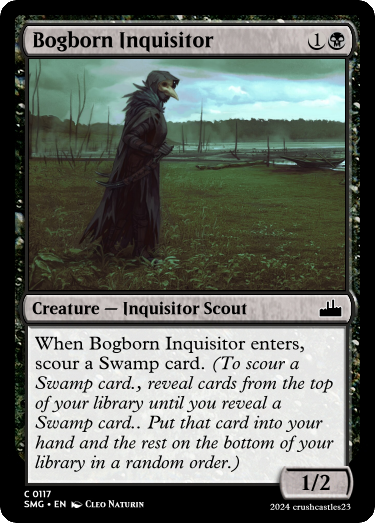 Bogborn Inquisitor 1
Creature — Inquisitor Scout
When Bogborn Inquisitor enters,
scour a Swamp card. (To scour a
Swamp card., reveal cards from the top
of your library until you reveal a
Swamp card.. Put that card into your
hand and the rest on the bottom of your
library in a random order.)
1/2
C 0117
SMG • EN Cleo Naturin
2024 crushcastles23